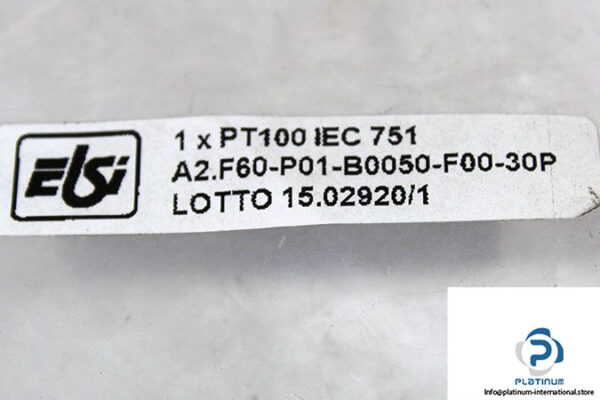 Elsi
1 x PT100 IEC 751
A2.F60-P01-B0050-F00-30P
LOTTO 15.02920/1
PLATINUM
Info@platinum-international.store